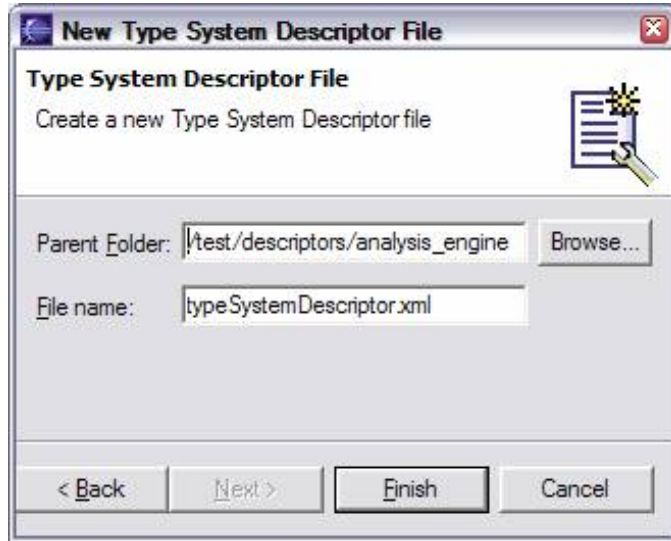 New Type System Descriptor File
Type System Descriptor File
Create a new Type System Descriptor file
Parent Folder: /test/descriptors/analysis_engine Browse...
File name: typeSystemDescriptor.xml
< Back Next > Finish Cancel